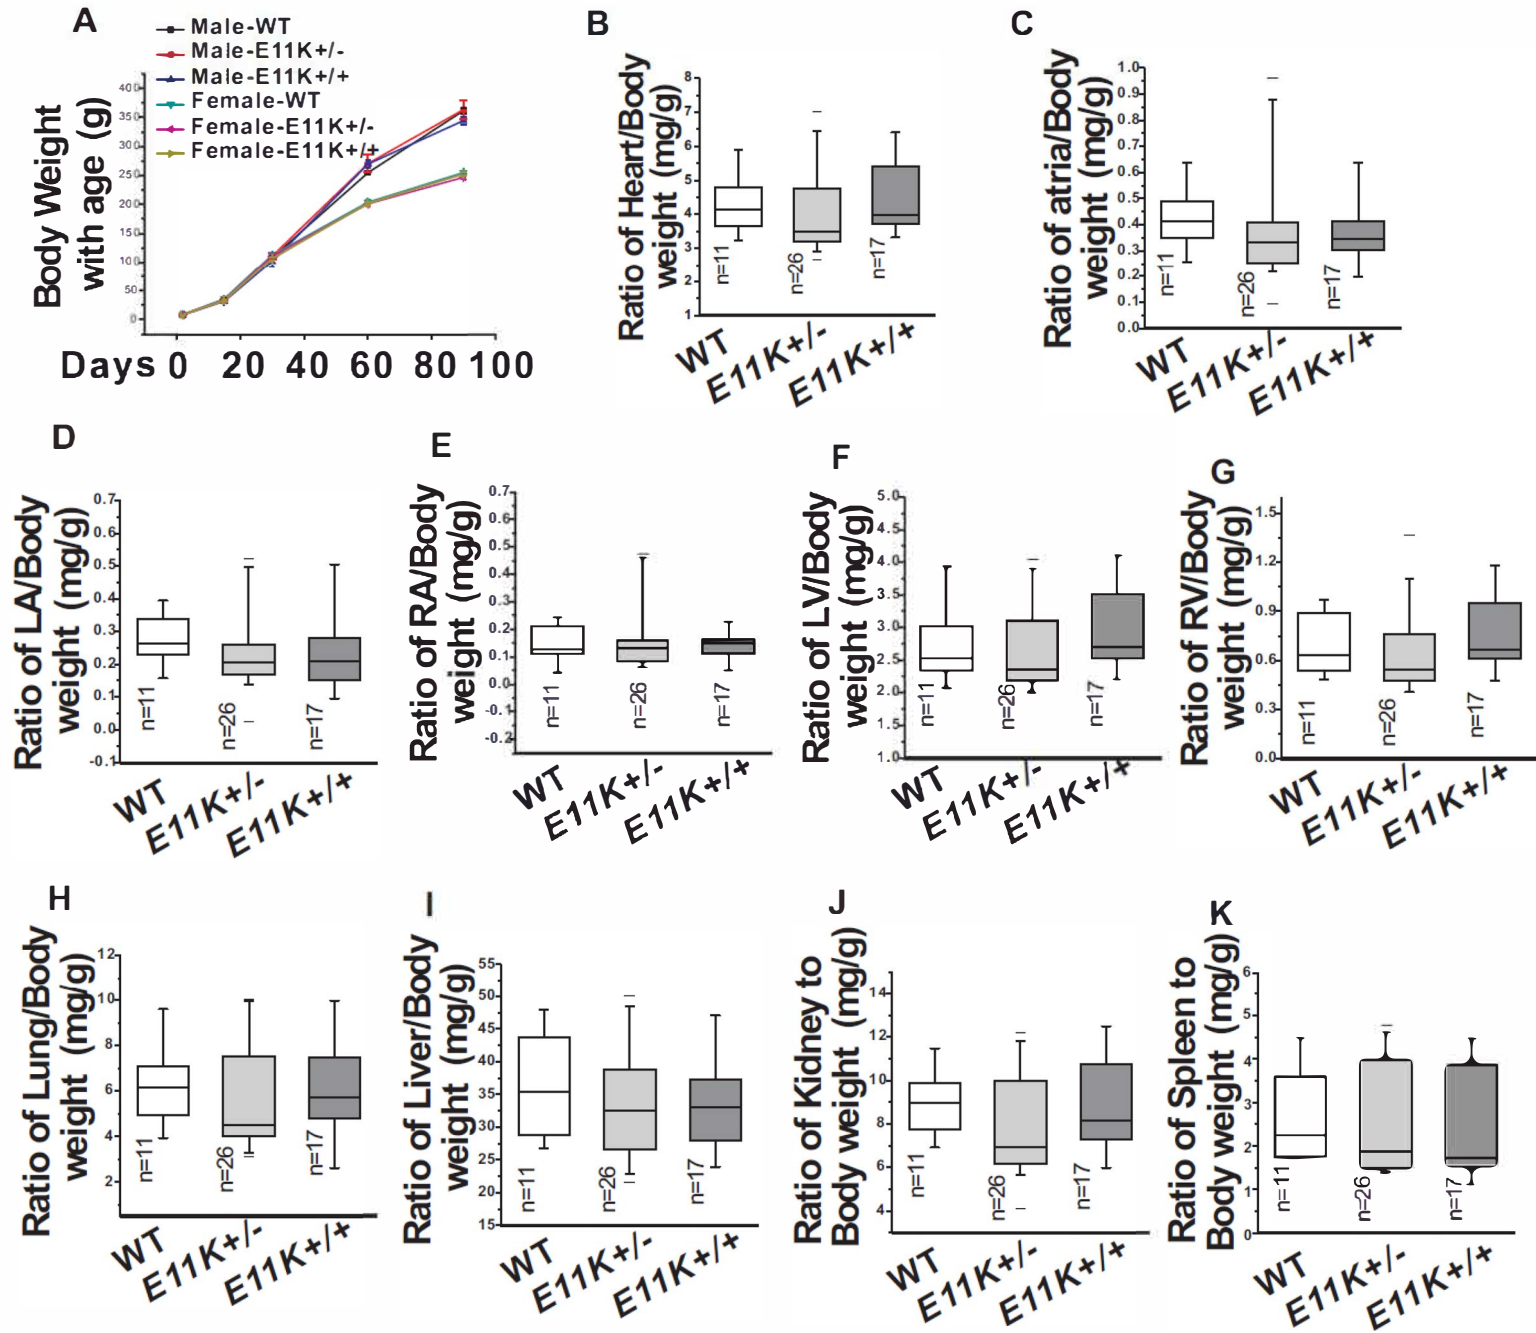 A
Male-WT
Male-E11K+/-
Male-E11K+/+
Female-WT
Female-E11K+/-
Female-E11K+/+
Body Weight
with age (g)
400
350
300
250
200
150
100
50
0
Days 0 20 40 60 80 100
B
Ratio of Heart/Body
weight (mg/g)
8
7
6
5
4
3
2
1
n=11
n=26
n=17
WT
E11K+/-
E11K+/+
C
Ratio of atria/Body
weight (mg/g)
1.0
0.9
0.8
0.7
0.6
0.5
0.4
0.3
0.2
0.1
0.0
n=11
n=26
n=17
WT
E11K+/-
E11K+/+
D
Ratio of LA/Body
weight (mg/g)
0.7
0.6
0.5
0.4
0.3
0.2
0.1
0.0
-0.1
n=11
n=26
n=17
WT
E11K+/-
E11K+/+
E
Ratio of RA/Body
weight (mg/g)
0.7
0.6
0.5
0.4
0.3
0.2
0.1
0.0
-0.1
-0.2
n=11
n=26
n=17
WT
E11K+/-
E11K+/+
F
Ratio of LV/Body
weight (mg/g)
5.0
4.5
4.0
3.5
3.0
2.5
2.0
1.5
1.0
n=11
n=26
n=17
WT
E11K+/-
E11K+/+
G
Ratio of RV/Body
weight (mg/g)
1.5
1.2
0.9
0.6
0.3
0.0
n=11
n=26
n=17
WT
E11K+/-
E11K+/+
H
Ratio of Lung/Body
weight (mg/g)
12
10
8
6
4
2
n=11
n=26
n=17
WT
E11K+/-
E11K+/+
I
Ratio of Liver/Body
weight (mg/g)
55
50
45
40
35
30
25
20
15
n=11
n=26
n=17
WT
E11K+/-
E11K+/+
J
Ratio of Kidney to
Body weight (mg/g)
14
12
10
8
6
4
n=11
n=26
n=17
WT
E11K+/-
E11K+/+
K
Ratio of Spleen to
Body weight (mg/g)
6
5
4
3
2
1
0
n=11
n=26
n=17
WT
E11K+/-
E11K+/+